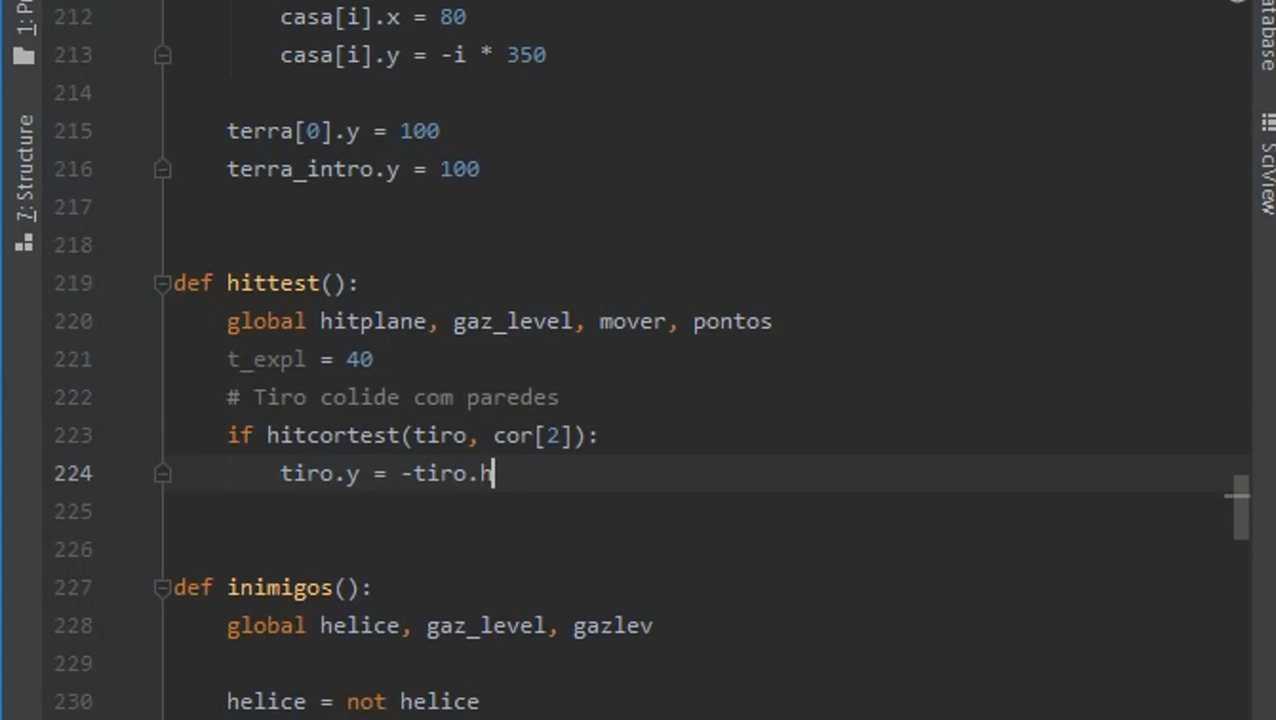 212 casa[i].x = 80
213 casa[i].y = -i * 350
214
215 terra[0].y = 100
216 terra_intro.y = 100
217
218
219 def hittest():
220 global hitplane, gaz_level, mover, pontos
221 t_expl = 40
222 # Tiro colide com paredes
223 if hitcortest(tiro, cor[2]):
224 tiro.y = -tiro.h
225
226
227 def inimigos():
228 global helice, gaz_level, gazlev
229
230 helice = not helice
7: Structure
SciView